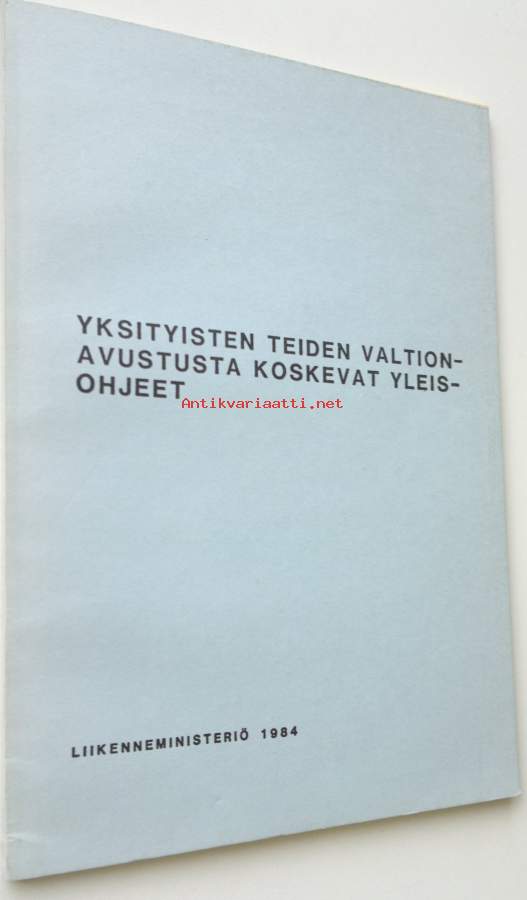 YKSITYISTEN TEIDEN VALTION-
AVUSTUSTA KOSKEVAT YLEIS-
OHJEET
Antikvariaatti.net
LIIKENNEMINISTERIÖ 1984